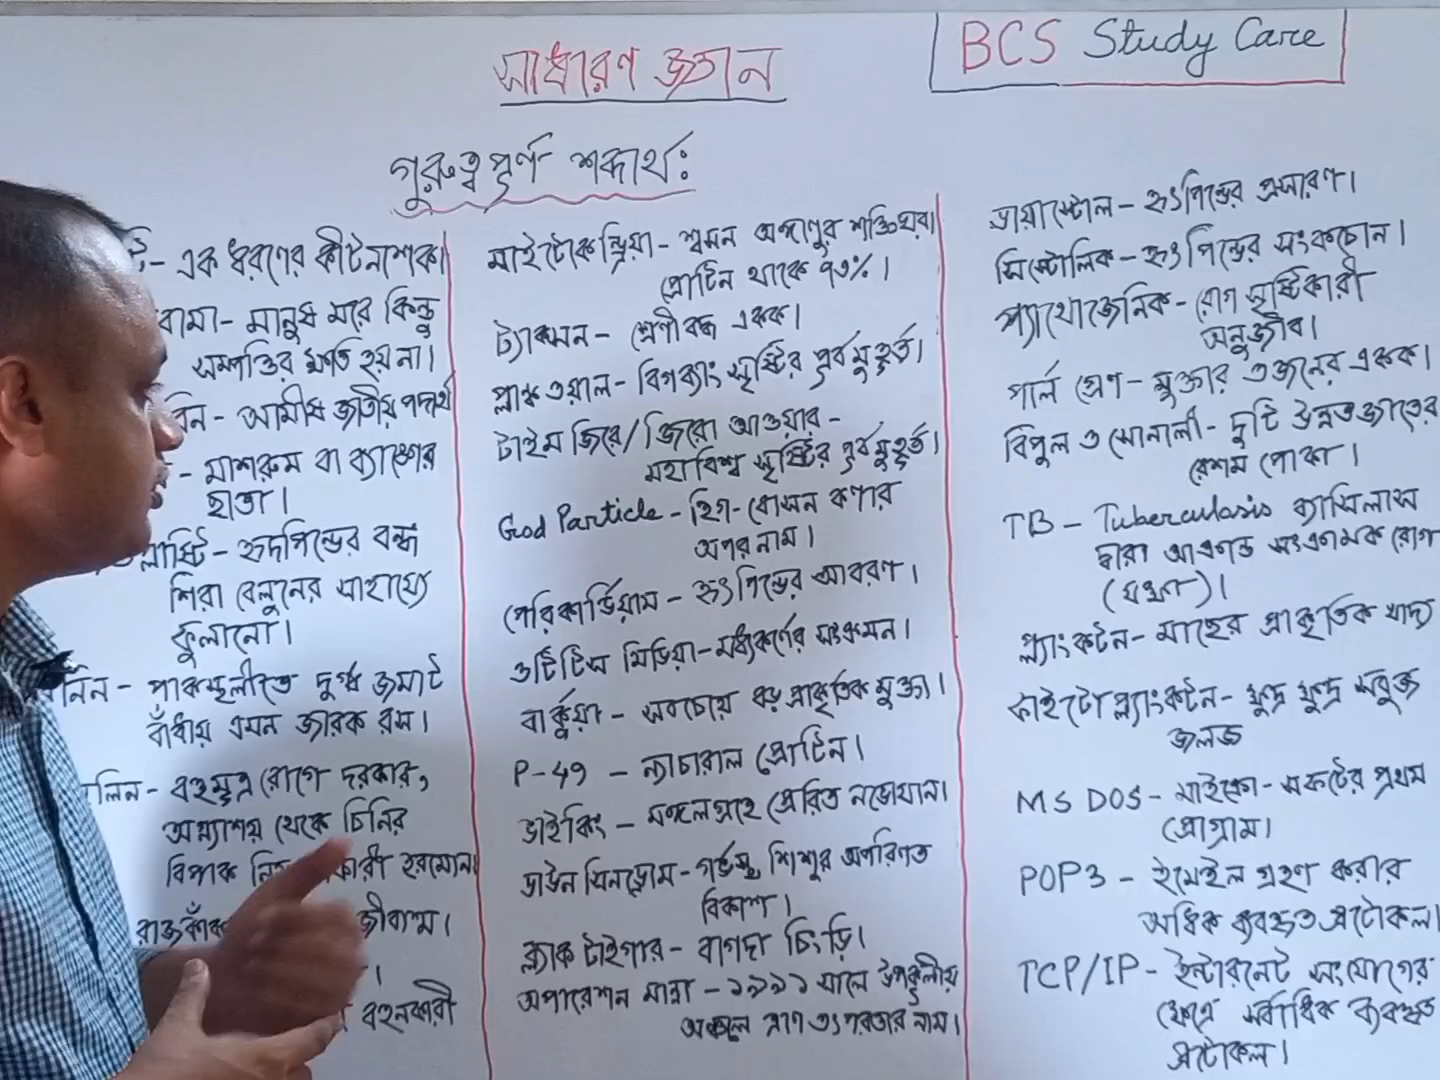 সাধারণ জ্ঞান
BCS Study Care
গুরুত্বপূর্ণ শব্দার্থঃ
- এক ধরণের কীটনাশক।
বোমা- মানুষ মরে কিন্তু
সম্পত্তির ক্ষতি হয় না।
- আমীষ জাতীয় পদার্থ
- মাশরুম বা ব্যাঙের
ছাতা।
প্লাস্টি- হৃদপিন্ডের বন্ধ
শিরা বেলুনের সাহায্যে
ফুলানো।
নিন - পাকস্থলীতে দুগ্ধ জমাট
বাঁধায় এমন জারক রস।
লিন- বহুমূত্র রোগে দরকার,
অগ্ন্যাশয় থেকে চিনির
বিপাক হরমোন।
রাজকাঁক জীবাশ্ম।
বহনকারী
মাইটোকন্ড্রিয়া- শ্বসন অঙ্গাণুর শক্তিঘর।
প্রোটিন থাকে ৭৩%।
ট্যাক্সন - শ্রেণীবদ্ধ একক।
প্লাঙ্ক ওয়াল- বিগব্যাং সৃষ্টির পূর্ব মুহূর্ত।
টাইম জিরো/জিরো আওয়ার -
মহাবিশ্ব সৃষ্টির পূর্ব মুহূর্ত।
God Particle- হিগ-বোসন কণার
অপর নাম।
পেরিকার্ডিয়াম- হৃৎপিন্ডের আবরণ।
ওটিটিস মিডিয়া-মধ্যকর্ণের সংক্রমন।
বার্কুয়া- সবচেয়ে বড় প্রাকৃতিক মুক্তা।
P-49 - ন্যাচারাল প্রোটিন।
ভাইকিং- মঙ্গলগ্রহে প্রেরিত নভোযান।
ডাউন সিনড্রোম-গর্ভস্থ শিশুর অপরিণত
বিকাশ।
ব্ল্যাক টাইগার- বাগদা চিংড়ি।
অপারেশন মান্না - ১৯৯১ সালে উপকূলীয়
অঞ্চলে ত্রাণ তৎপরতার নাম।
ডায়াস্টোল- হৃৎপিন্ডের প্রসারণ।
সিস্টোলিক- হৃৎপিন্ডের সংকোচন।
প্যাথোজেনিক- রোগ সৃষ্টিকারী
অনুজীব।
পার্ল গ্রেণ- মুক্তার ওজনের একক।
বিপুল ও সোনালী- দুটি উন্নতজাতের
রেশম পোকা।
TB- Tuberculasis ব্যাসিলাস
দ্বারা আক্রান্ত সংক্রামক রোগ
(যক্ষা)।
প্ল্যাংকটন- মাছের প্রাকৃতিক খাদ্য
ফাইটোপ্ল্যাংকটন- ক্ষুদ্র ক্ষুদ্র সবুজ
জলজ
MS DOS- মাইক্রো-সফটের প্রথম
প্রোগ্রাম।
POP3 - ইমেইল গ্রহণ করার
অধিক ব্যবহৃত প্রটোকল।
TCP/IP- ইন্টারনেট সংযোগের
ক্ষেত্রে সর্বাধিক ব্যবহৃত
প্রটোকল।